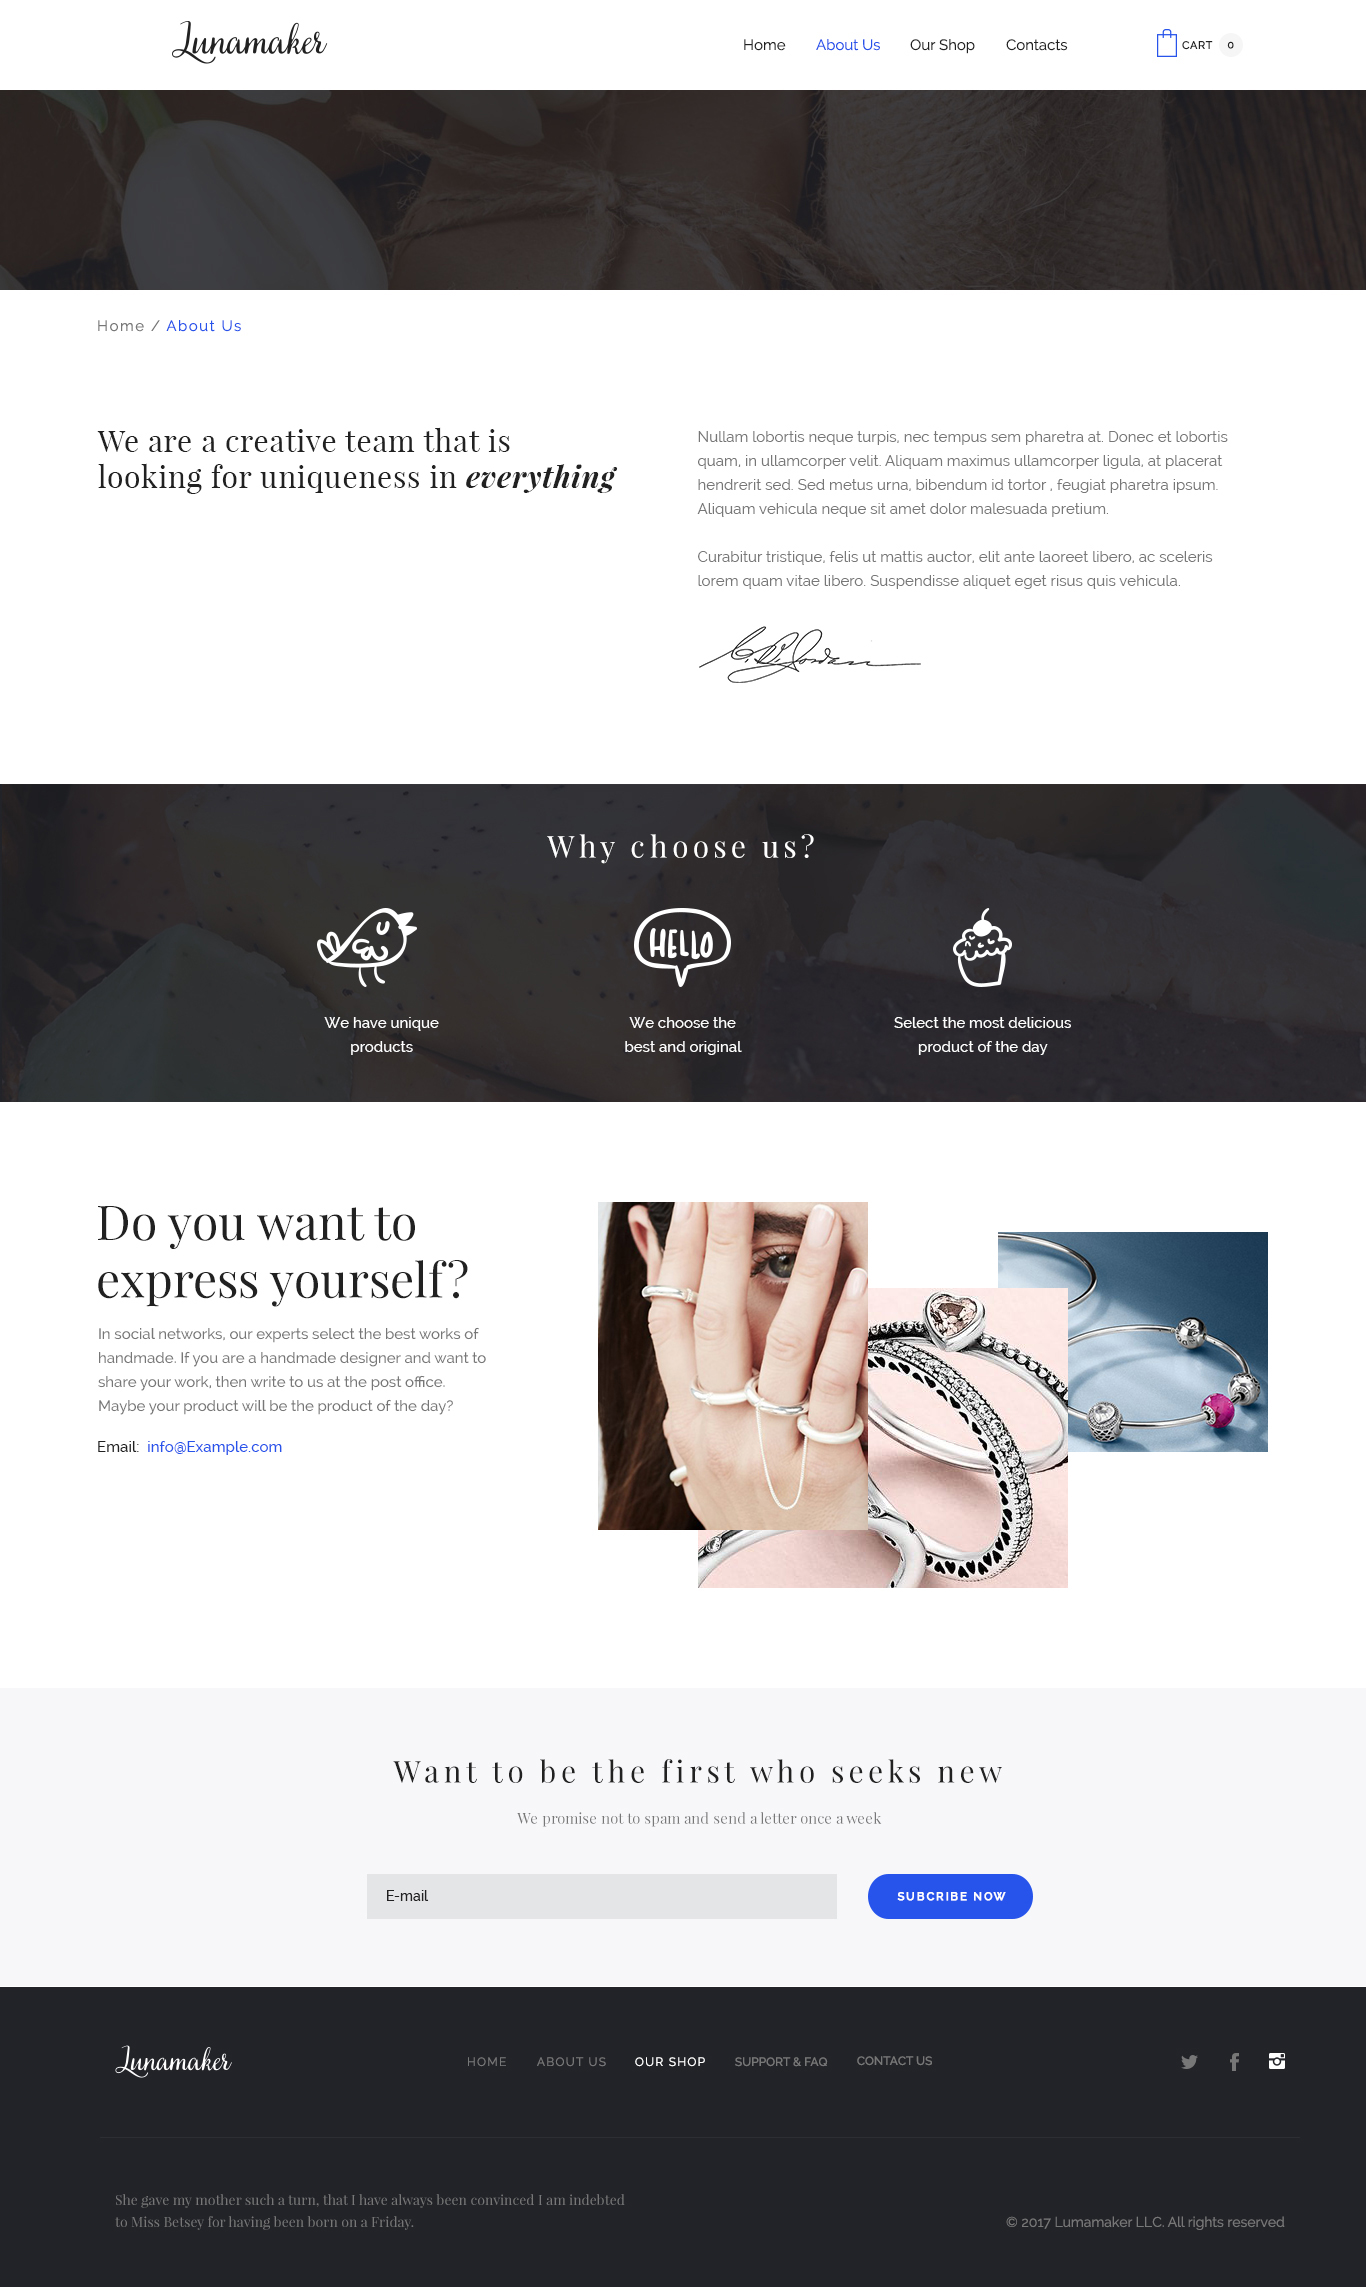 Lunamaker
Home About Us Our Shop Contacts CART 0
Home / About Us
We are a creative team that is
looking for uniqueness in everything
Nullam lobortis neque turpis, nec tempus sem pharetra at. Donec et lobortis
quam, in ullamcorper velit. Aliquam maximus ullamcorper ligula, at placerat
hendrerit sed. Sed metus urna, bibendum id tortor , feugiat pharetra ipsum.
Aliquam vehicula neque sit amet dolor malesuada pretium.
Curabitur tristique, felis ut mattis auctor, elit ante laoreet libero, ac sceleris
lorem quam vitae libero. Suspendisse aliquet eget risus quis vehicula.
Why choose us?
HELLO
We have unique
products
We choose the
best and original
Select the most delicious
product of the day
Do you want to
express yourself?
In social networks, our experts select the best works of
handmade. If you are a handmade designer and want to
share your work, then write to us at the post office.
Maybe your product will be the product of the day?
Email: info@Example.com
Want to be the first who seeks new
We promise not to spam and send a letter once a week
E-mail
SUBCRIBE NOW
Lunamaker
HOME ABOUT US OUR SHOP SUPPORT & FAQ CONTACT US
She gave my mother such a turn, that I have always been convinced I am indebted
to Miss Betsey for having been born on a Friday.
© 2017 Lumamaker LLC. All rights reserved